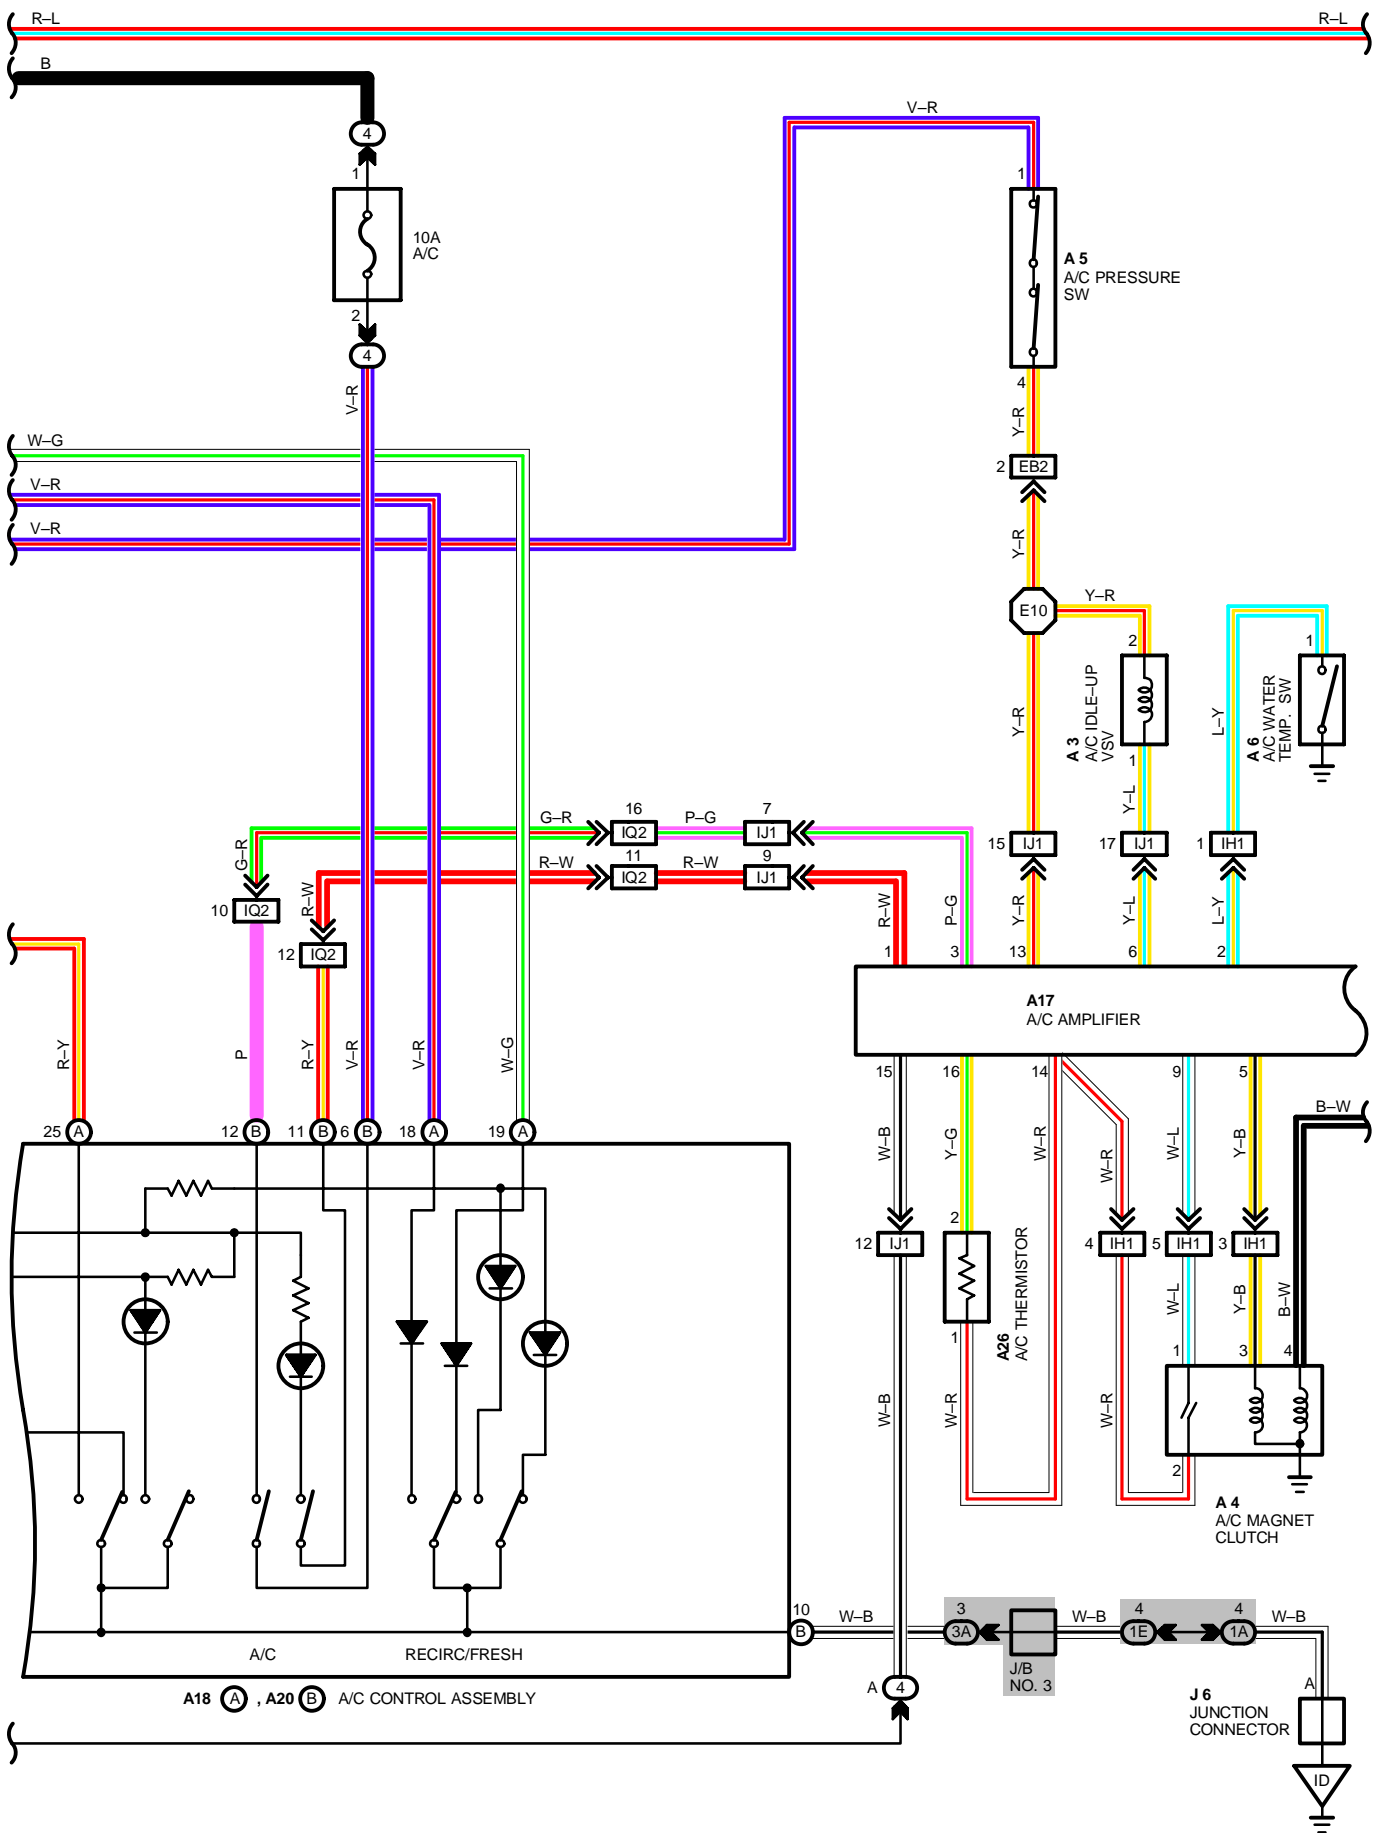 R–L
R–L
B
4
1
10A
A/C
2
4
V–R
V–R
1
A 5
A/C PRESSURE
SW
4
Y–R
2 EB2
W–G
V–R
V–R
Y–R
E10
Y–R
2
1
A 3
A/C IDLE–UP
VSV
1
Y–R
L–Y
A 6
A/C WATER
TEMP. SW
Y–L
G–R
16
IQ2
P–G
7
IJ1
15 IJ1
17 IJ1
1 IH1
R–W
11
IQ2
R–W
9
IJ1
G–R
10 IQ2
R–W
12 IQ2
R–W
P–G
Y–R
Y–L
L–Y
1
3
13
6
2
A17
A/C AMPLIFIER
R–Y
P
R–Y
V–R
V–R
W–G
15
16
14
9
5
B–W
25 A
12 B
11 B
6 B
18 A
19 A
W–B
Y–G
W–R
W–R
W–L
Y–B
12 IJ1
2
4 IH1
5 IH1
3 IH1
A26
A/C THERMISTOR
1
W–L
Y–B
B–W
1
3
4
W–B
W–R
W–R
2
A 4
A/C MAGNET
CLUTCH
10
B
W–B
3
3A
J/B
NO. 3
W–B
4
1E
4
1A
W–B
A/C
RECIRC/FRESH
A18 A , A20 B A/C CONTROL ASSEMBLY
A 4
A
J 6
JUNCTION
CONNECTOR
ID